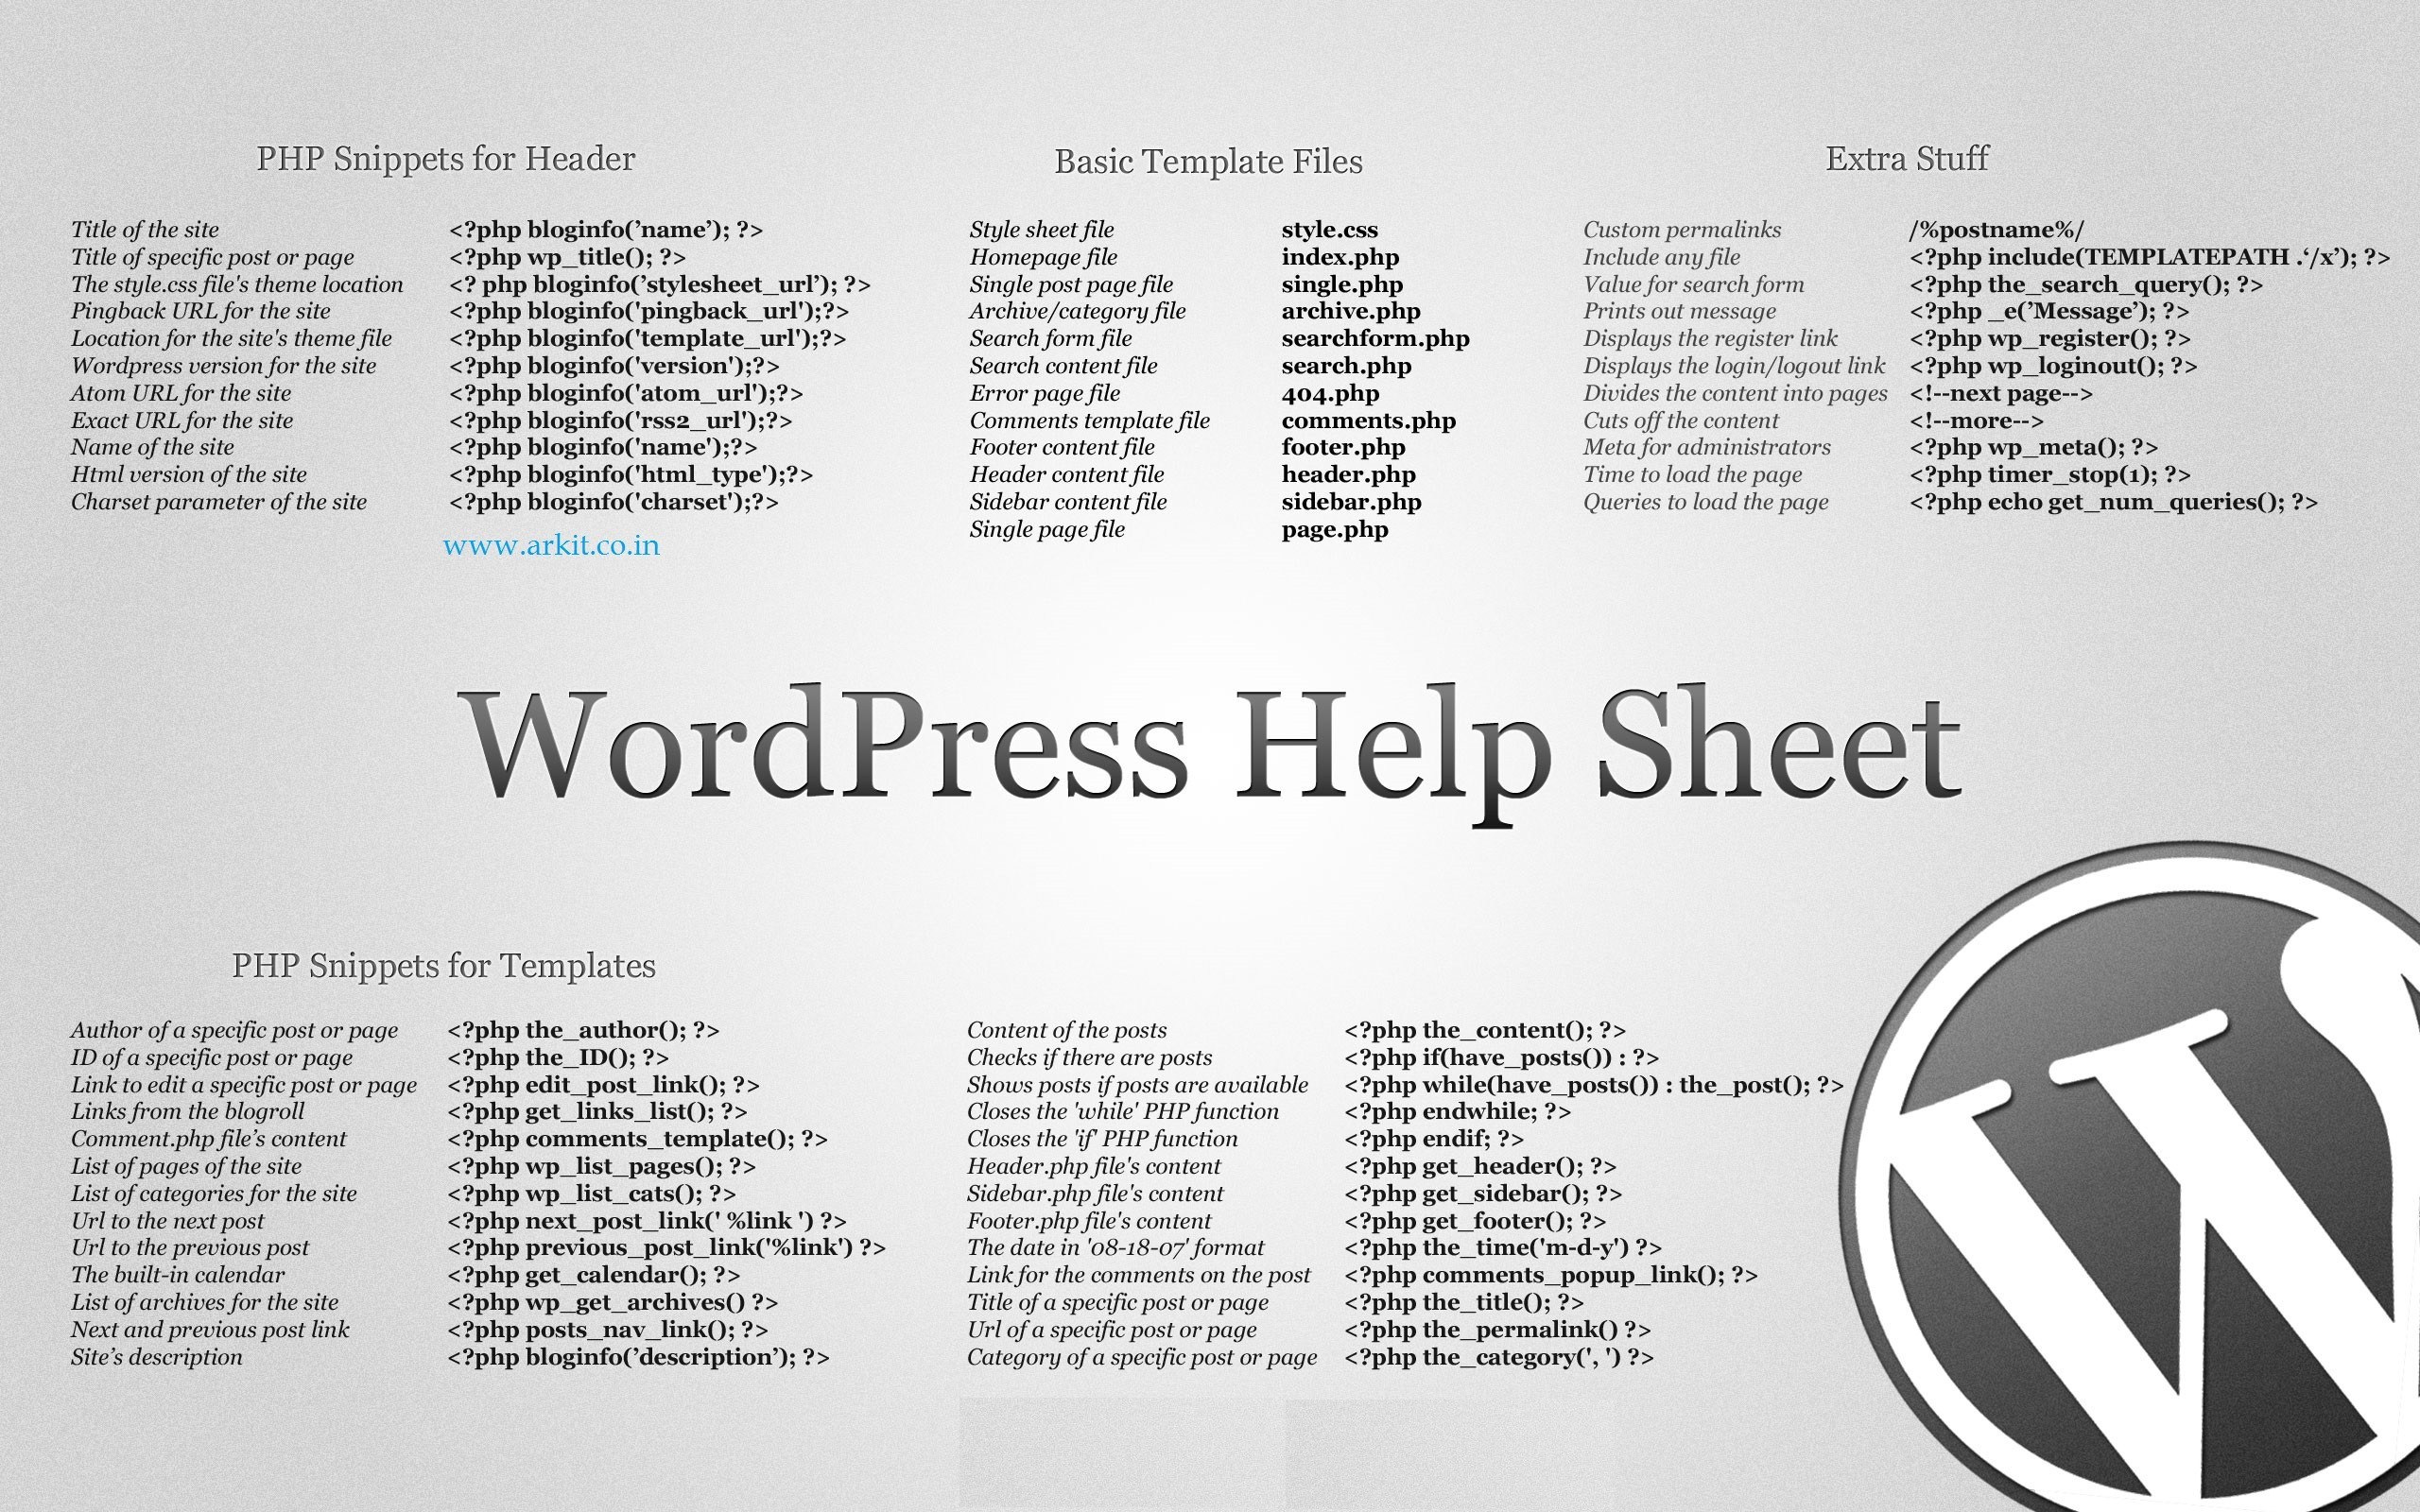 PHP Snippets for Header
Title of the site <?php bloginfo(’name’); ?>
Title of specific post or page <?php wp_title(); ?>
The style.css file's theme location <? php bloginfo(’stylesheet_url’); ?>
Pingback URL for the site <?php bloginfo('pingback_url');?>
Location for the site's theme file <?php bloginfo('template_url');?>
Wordpress version for the site <?php bloginfo('version');?>
Atom URL for the site <?php bloginfo('atom_url');?>
Exact URL for the site <?php bloginfo('rss2_url');?>
Name of the site <?php bloginfo('name');?>
Html version of the site <?php bloginfo('html_type');?>
Charset parameter of the site <?php bloginfo('charset');?>
www.arkit.co.in
Basic Template Files
Style sheet file style.css
Homepage file index.php
Single post page file single.php
Archive/category file archive.php
Search form file searchform.php
Search content file search.php
Error page file 404.php
Comments template file comments.php
Footer content file footer.php
Header content file header.php
Sidebar content file sidebar.php
Single page file page.php
Extra Stuff
Custom permalinks /%postname%/
Include any file <?php include(TEMPLATEPATH .‘/x’); ?>
Value for search form <?php the_search_query(); ?>
Prints out message <?php _e(’Message’); ?>
Displays the register link <?php wp_register(); ?>
Displays the login/logout link <?php wp_loginout(); ?>
Divides the content into pages <!--next page-->
Cuts off the content <!--more-->
Meta for administrators <?php wp_meta(); ?>
Time to load the page <?php timer_stop(1); ?>
Queries to load the page <?php echo get_num_queries(); ?>
WordPress Help Sheet
PHP Snippets for Templates
Author of a specific post or page <?php the_author(); ?>
ID of a specific post or page <?php the_ID(); ?>
Link to edit a specific post or page <?php edit_post_link(); ?>
Links from the blogroll <?php get_links_list(); ?>
Comment.php file’s content <?php comments_template(); ?>
List of pages of the site <?php wp_list_pages(); ?>
List of categories for the site <?php wp_list_cats(); ?>
Url to the next post <?php next_post_link(' %link ') ?>
Url to the previous post <?php previous_post_link('%link') ?>
The built-in calendar <?php get_calendar(); ?>
List of archives for the site <?php wp_get_archives() ?>
Next and previous post link <?php posts_nav_link(); ?>
Site’s description <?php bloginfo(’description’); ?>
Content of the posts <?php the_content(); ?>
Checks if there are posts <?php if(have_posts()) : ?>
Shows posts if posts are available <?php while(have_posts()) : the_post(); ?>
Closes the 'while' PHP function <?php endwhile; ?>
Closes the 'if' PHP function <?php endif; ?>
Header.php file's content <?php get_header(); ?>
Sidebar.php file's content <?php get_sidebar(); ?>
Footer.php file's content <?php get_footer(); ?>
The date in '08-18-07' format <?php the_time('m-d-y') ?>
Link for the comments on the post <?php comments_popup_link(); ?>
Title of a specific post or page <?php the_title(); ?>
Url of a specific post or page <?php the_permalink() ?>
Category of a specific post or page <?php the_category(', ') ?>